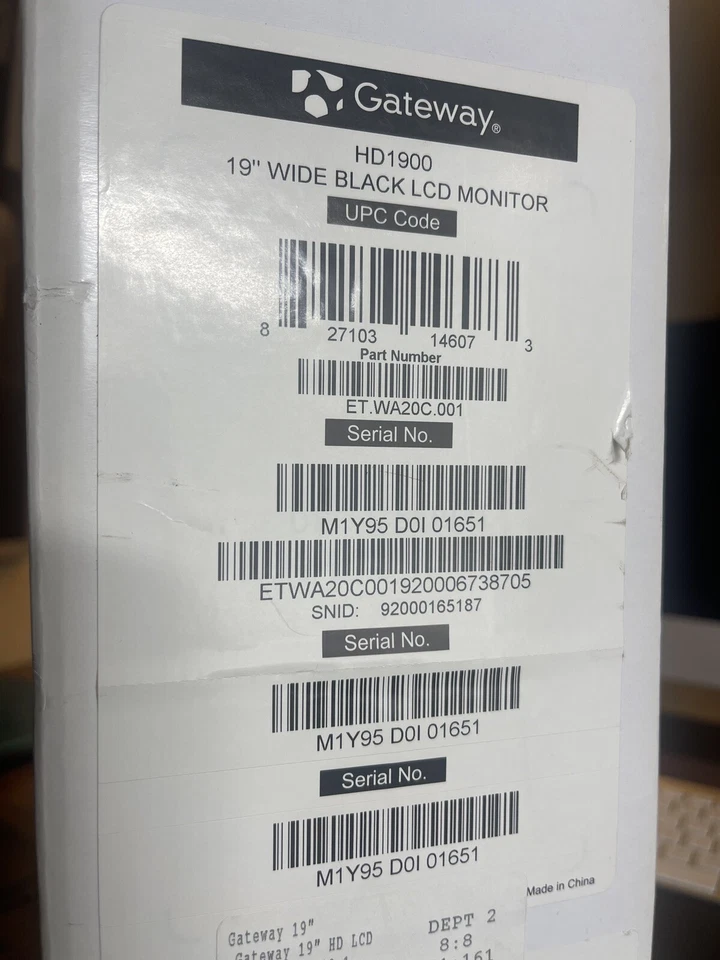 Gateway®
HD1900
19" WIDE BLACK LCD MONITOR
UPC Code
8 27103 14607 3
Part Number
ET.WA20C.001
Serial No.
M1Y95 D0I 01651
ETWA20C001920006738705
SNID: 92000165187
Serial No.
M1Y95 D0I 01651
Serial No.
M1Y95 D0I 01651
Made in China
Gateway 19" DEPT 2
Gateway 19" HD LCD 8:8